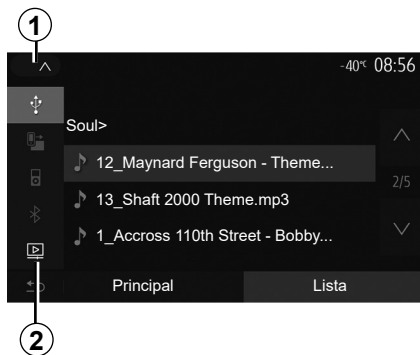 1
-40°C 08:56
Soul>
12_Maynard Ferguson - Theme...
13_Shaft 2000 Theme.mp3
2/5
1_Accross 110th Street - Bobby...
Principal Lista
2